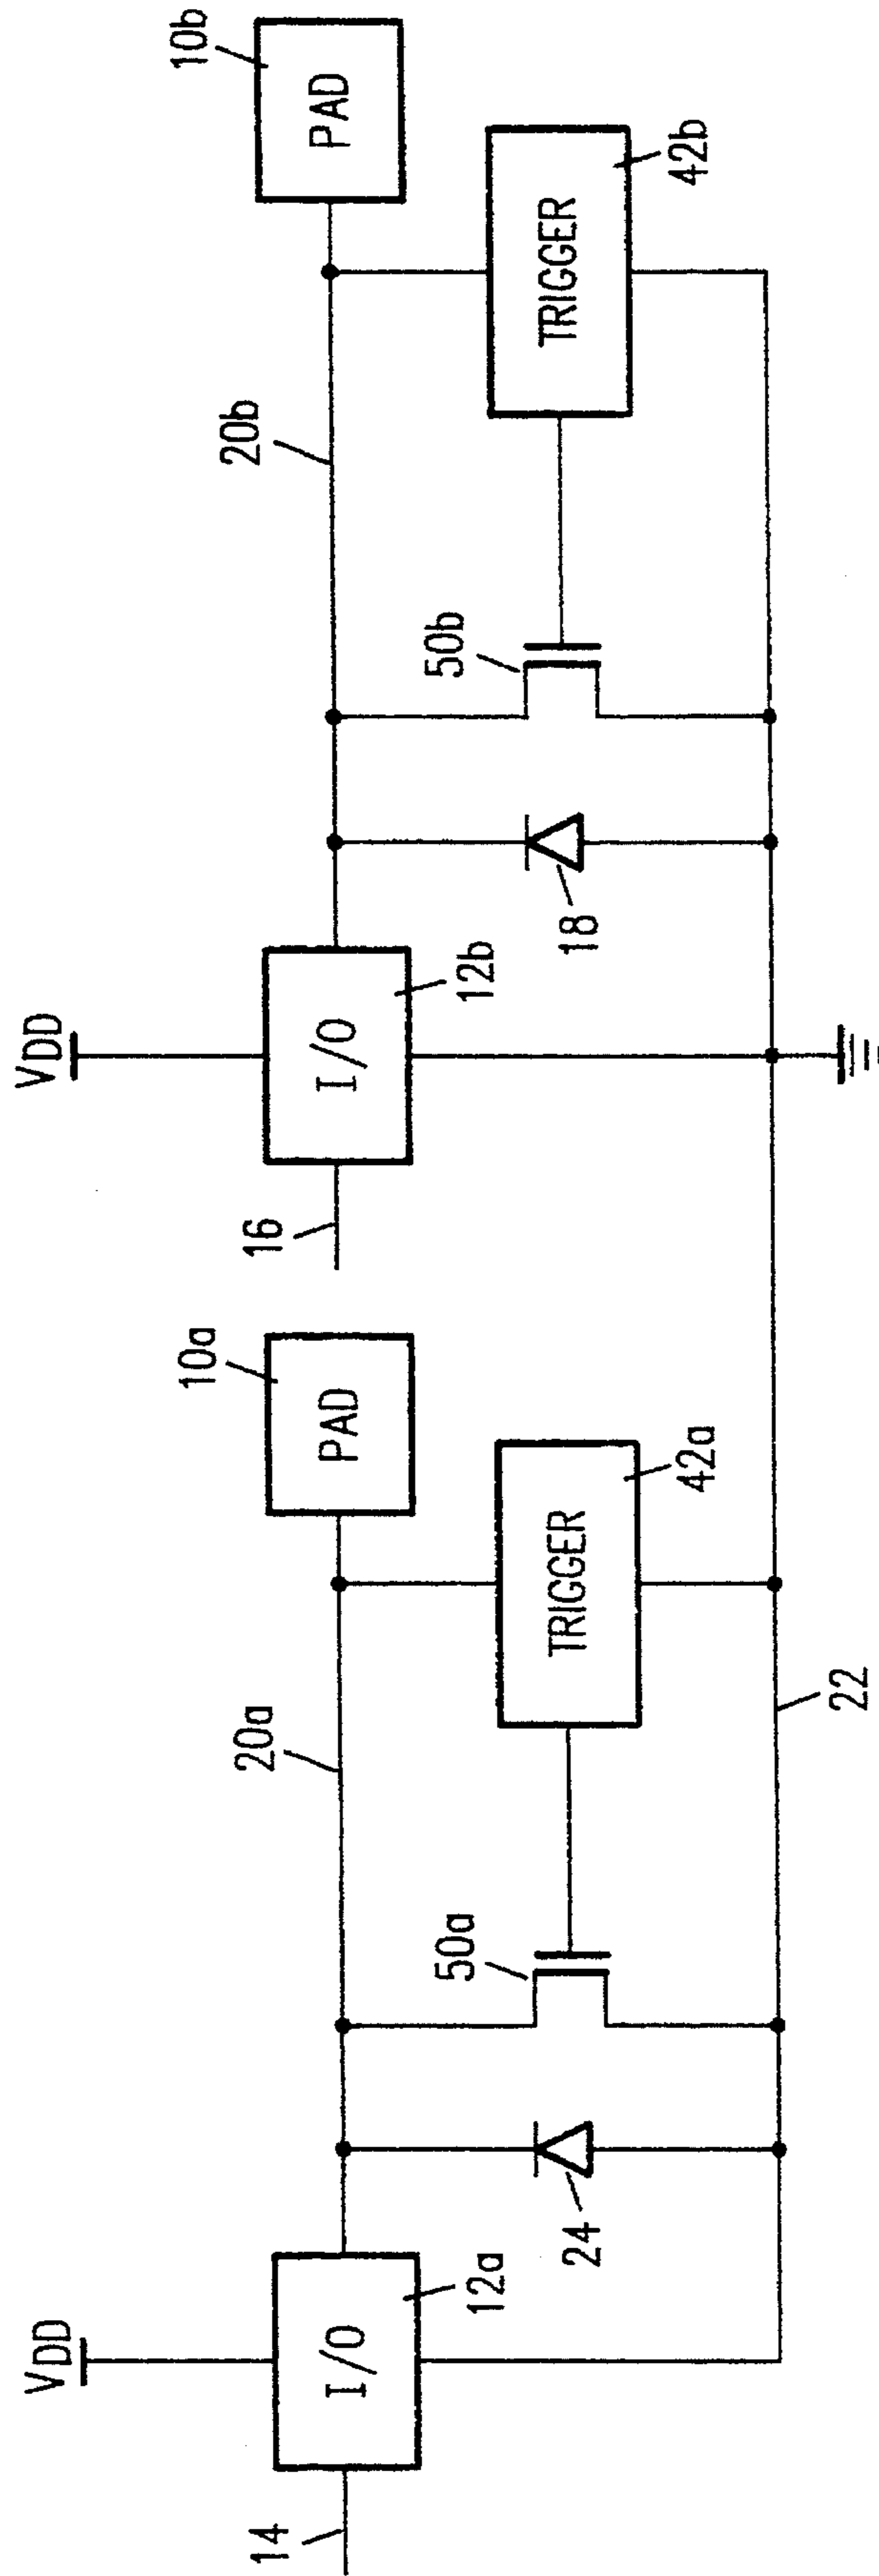 VDD
I/O
12a
14
24
50a
20a
TRIGGER
42a
PAD
10a
22
VDD
I/O
12b
16
18
50b
20b
TRIGGER
42b
PAD
10b